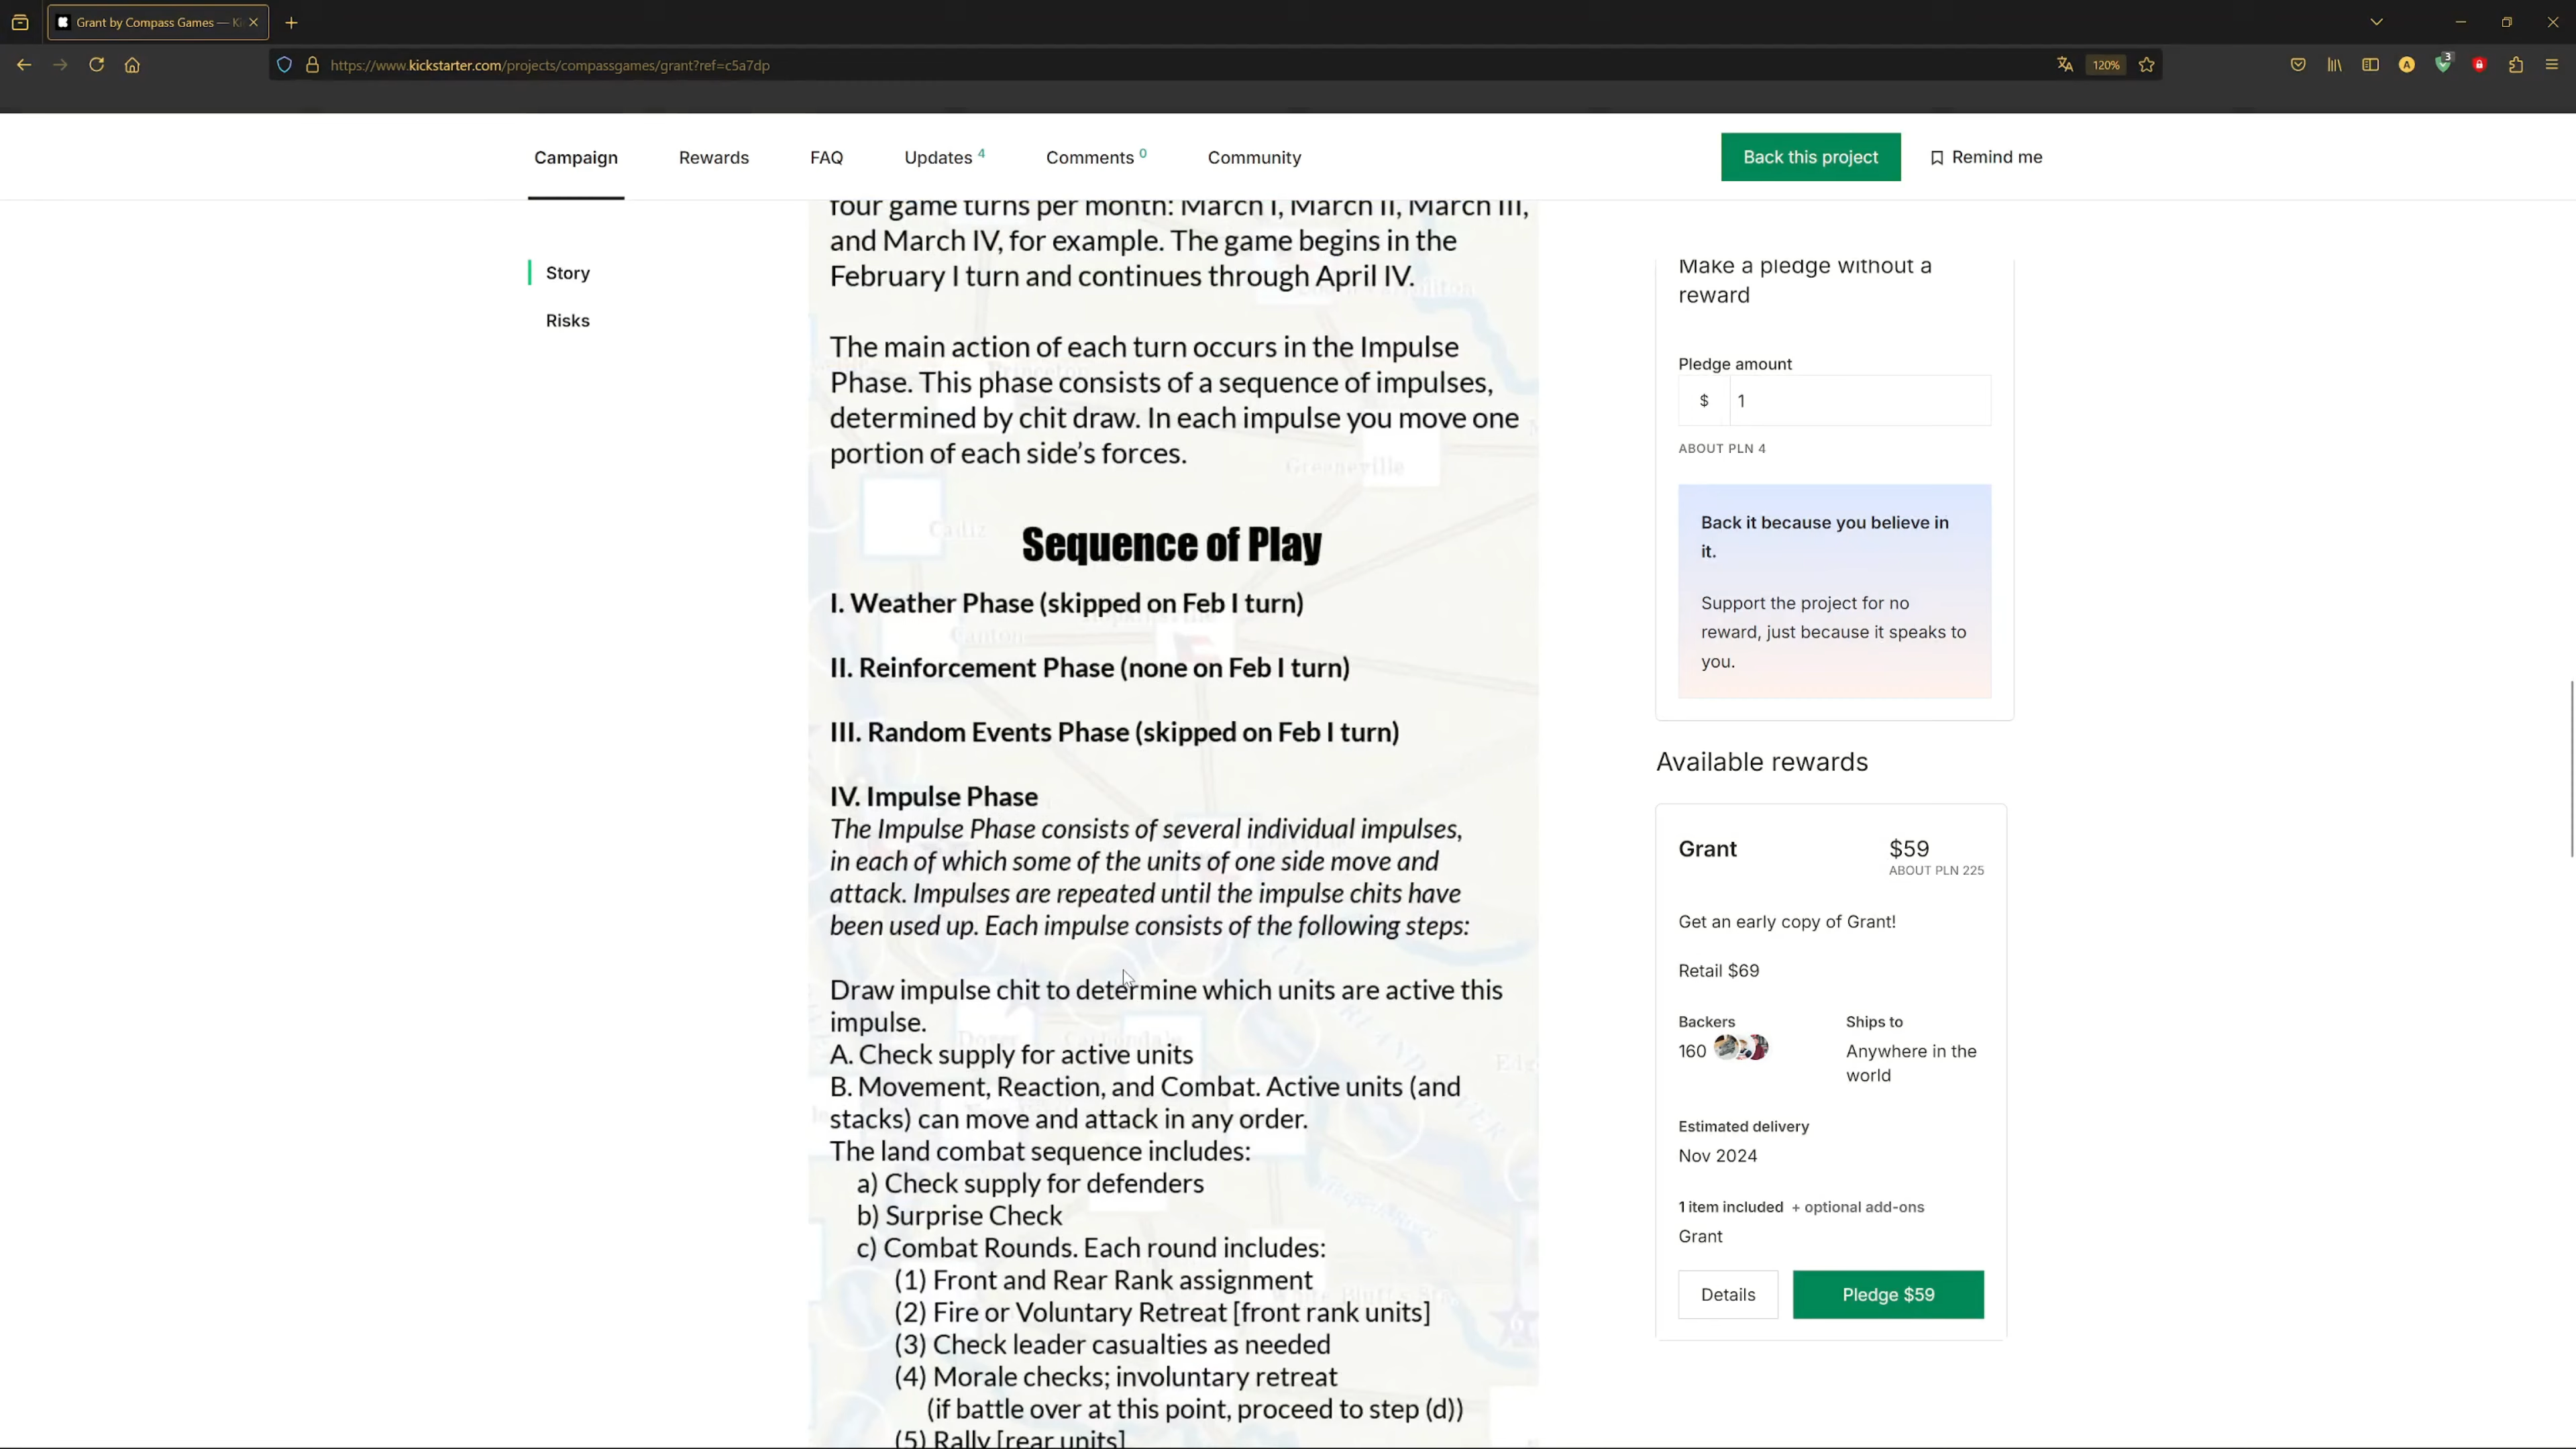 Grant by Compass Games — Ki
https://www.kickstarter.com/projects/compassgames/grant?ref=c5a7dp
120%
A
3
Campaign
Rewards
FAQ
Updates 4
Comments 0
Community
Back this project
Remind me
Story
Risks
four game turns per month: March I, March II, March III,
and March IV, for example. The game begins in the
February I turn and continues through April IV.
The main action of each turn occurs in the Impulse
Phase. This phase consists of a sequence of impulses,
determined by chit draw. In each impulse you move one
portion of each side's forces.
Sequence of Play
I. Weather Phase (skipped on Feb I turn)
II. Reinforcement Phase (none on Feb I turn)
III. Random Events Phase (skipped on Feb I turn)
IV. Impulse Phase
The Impulse Phase consists of several individual impulses,
in each of which some of the units of one side move and
attack. Impulses are repeated until the impulse chits have
been used up. Each impulse consists of the following steps:
Draw impulse chit to determine which units are active this
impulse.
A. Check supply for active units
B. Movement, Reaction, and Combat. Active units (and
stacks) can move and attack in any order.
The land combat sequence includes:
a) Check supply for defenders
b) Surprise Check
c) Combat Rounds. Each round includes:
(1) Front and Rear Rank assignment
(2) Fire or Voluntary Retreat [front rank units]
(3) Check leader casualties as needed
(4) Morale checks; involuntary retreat
(if battle over at this point, proceed to step (d))
(5) Rally [rear units]
Greeneville
Cadiz
Canton
Dover
Make a pledge without a
reward
Pledge amount
$ 1
ABOUT PLN 4
Back it because you believe in
it.
Support the project for no
reward, just because it speaks to
you.
Available rewards
Grant
$59
ABOUT PLN 225
Get an early copy of Grant!
Retail $69
Backers
160
Ships to
Anywhere in the
world
Estimated delivery
Nov 2024
1 item included + optional add-ons
Grant
Details
Pledge $59